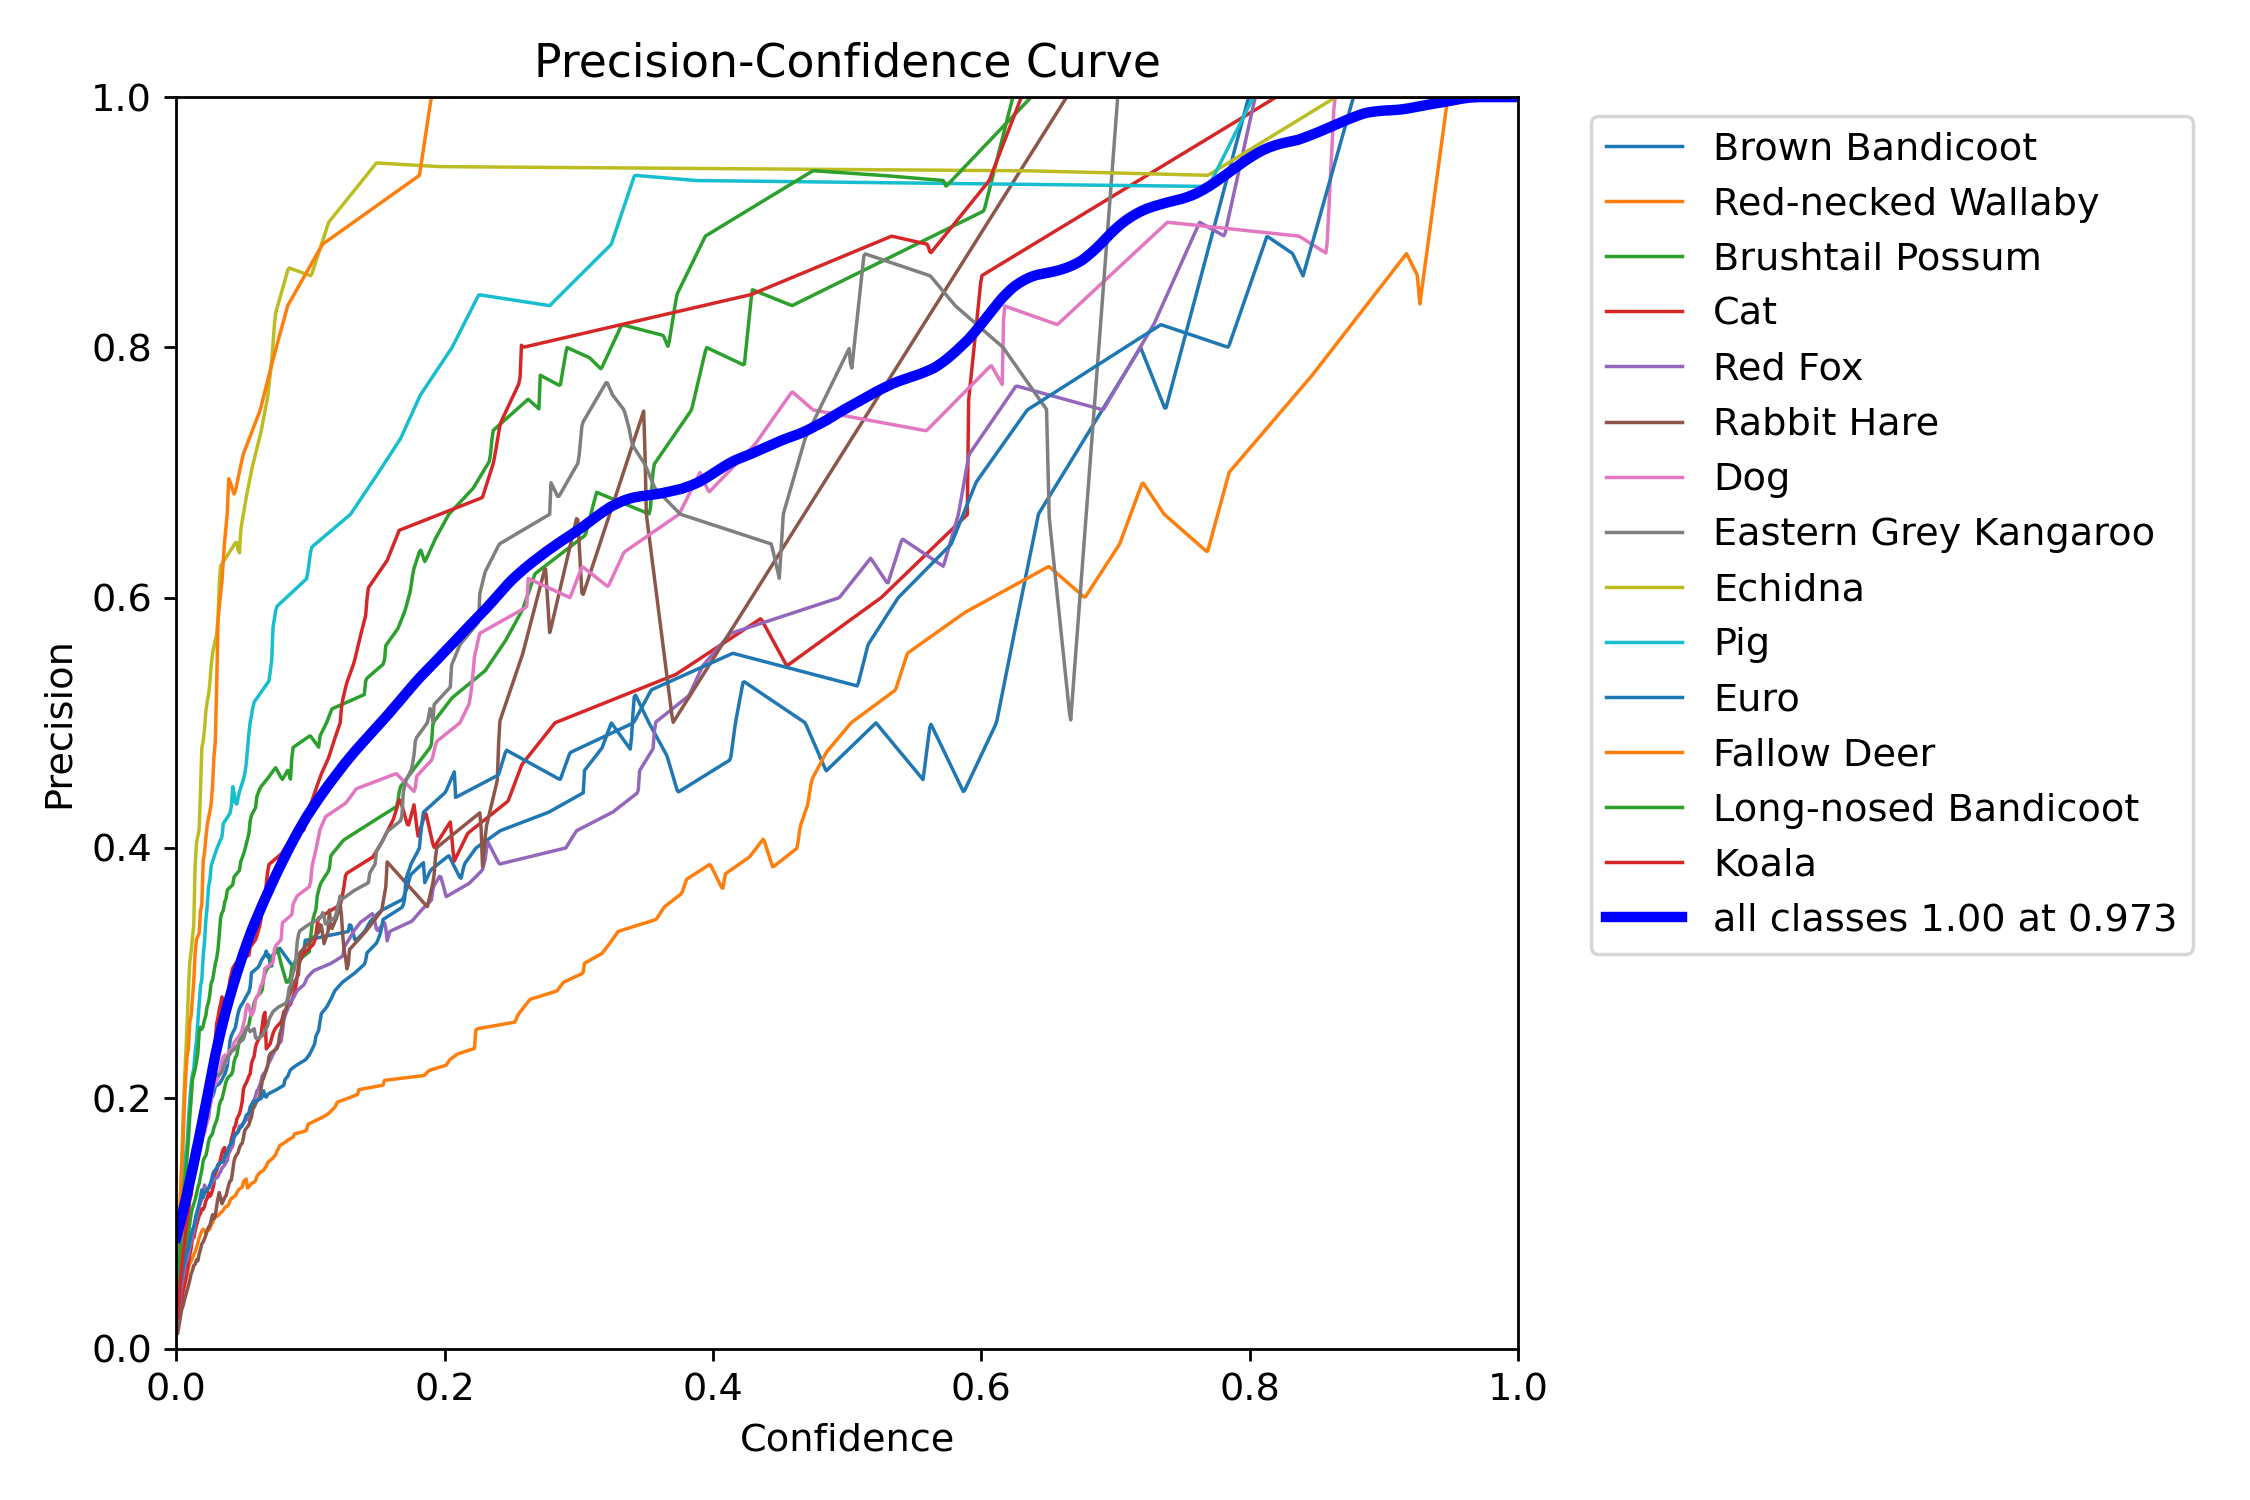 Precision-Confidence Curve
1.0
0.8
0.6
0.4
0.2
0.0
Precision
0.0 0.2 0.4 0.6 0.8 1.0
Confidence
Brown Bandicoot
Red-necked Wallaby
Brushtail Possum
Cat
Red Fox
Rabbit Hare
Dog
Eastern Grey Kangaroo
Echidna
Pig
Euro
Fallow Deer
Long-nosed Bandicoot
Koala
all classes 1.00 at 0.973